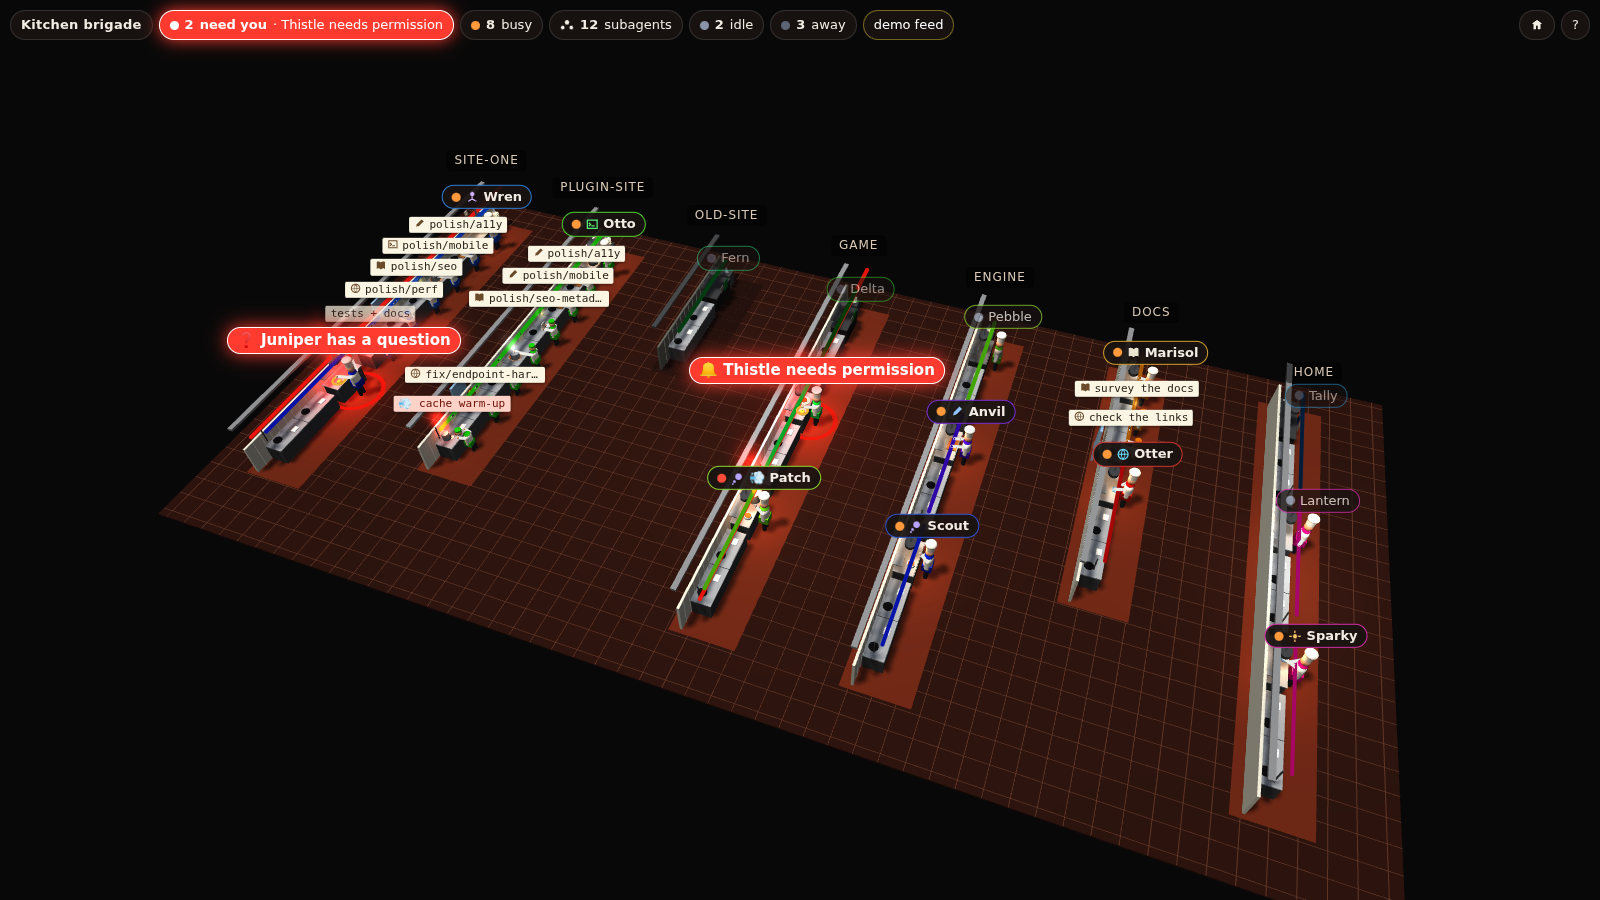 Kitchen brigade
2 need you · Thistle needs permission
8 busy
12 subagents
2 idle
3 away
demo feed
?
SITE-ONE
Wren
polish/a11y
polish/mobile
polish/seo
polish/perf
tests + docs
Juniper has a question
PLUGIN-SITE
Otto
polish/a11y
polish/mobile
polish/seo-metad…
fix/endpoint-har…
cache warm-up
OLD-SITE
Fern
GAME
Delta
Thistle needs permission
Patch
ENGINE
Pebble
Anvil
Scout
DOCS
Marisol
survey the docs
check the links
Otter
HOME
Tally
Lantern
Sparky